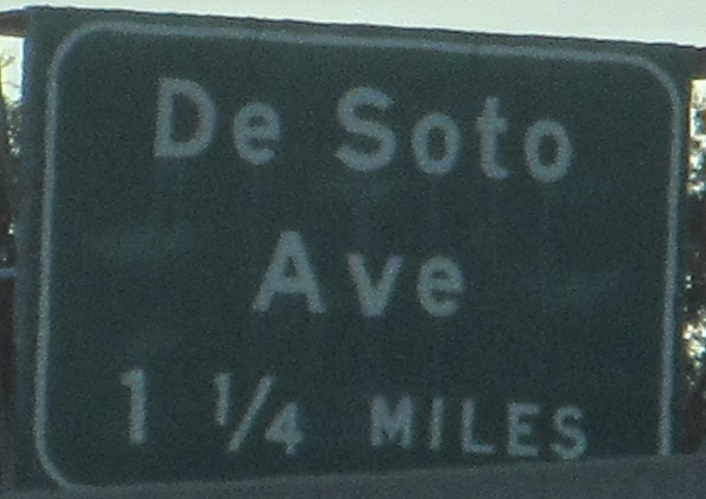 De Soto
Ave
1 1/4 MILES